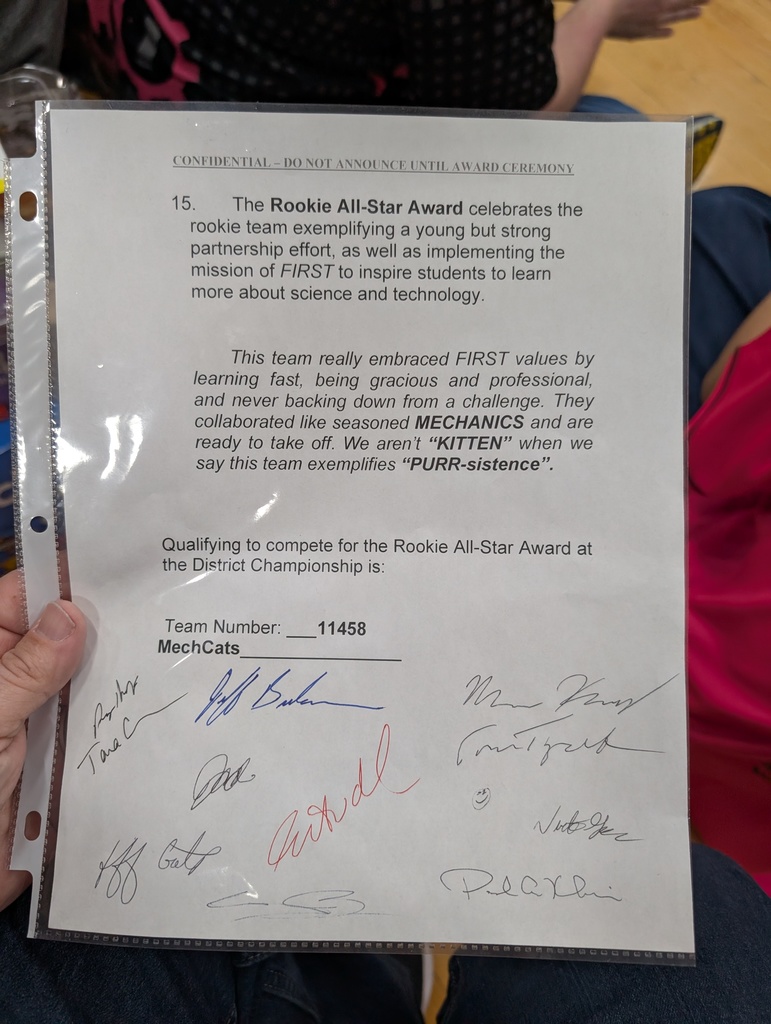 CONFIDENTIAL – DO NOT ANNOUNCE UNTIL AWARD CEREMONY
15. The Rookie All-Star Award celebrates the
rookie team exemplifying a young but strong
partnership effort, as well as implementing the
mission of FIRST to inspire students to learn
more about science and technology.
This team really embraced FIRST values by
learning fast, being gracious and professional,
and never backing down from a challenge. They
collaborated like seasoned MECHANICS and are
ready to take off. We aren't "KITTEN" when we
say this team exemplifies "PURR-sistence".
Qualifying to compete for the Rookie All-Star Award at
the District Championship is:
Team Number: ___11458
MechCats_______________
Tara
Jeff